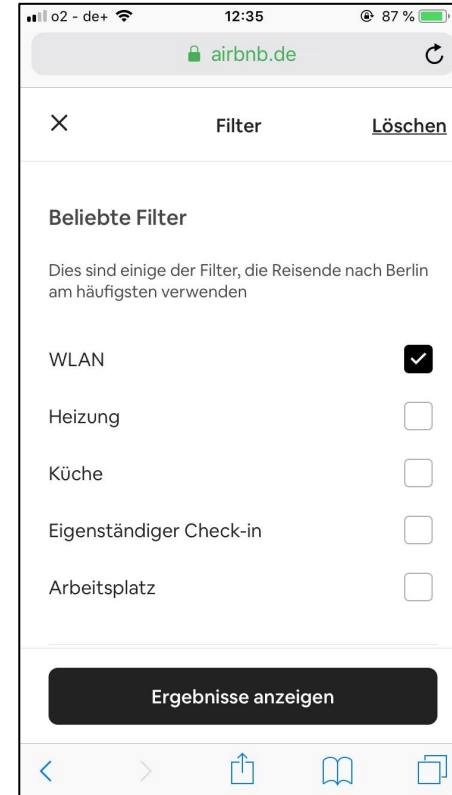 o2 - de+ 12:35 87 %
airbnb.de
Filter Löschen
Beliebte Filter
Dies sind einige der Filter, die Reisende nach Berlin
am häufigsten verwenden
WLAN
Heizung
Küche
Eigenständiger Check-in
Arbeitsplatz
Ergebnisse anzeigen